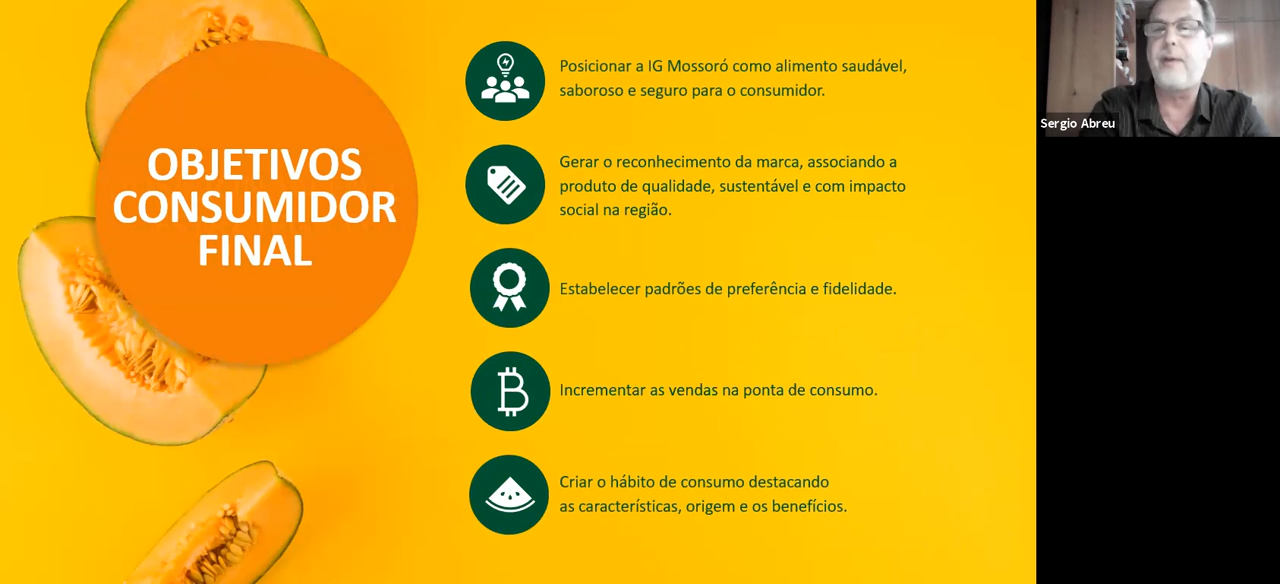 OBJETIVOS
CONSUMIDOR
FINAL
Posicionar a IG Mossoró como alimento saudável,
saboroso e seguro para o consumidor.
Gerar o reconhecimento da marca, associando a
produto de qualidade, sustentável e com impacto
social na região.
Estabelecer padrões de preferência e fidelidade.
Incrementar as vendas na ponta de consumo.
Criar o hábito de consumo destacando
as características, origem e os benefícios.
Sergio Abreu